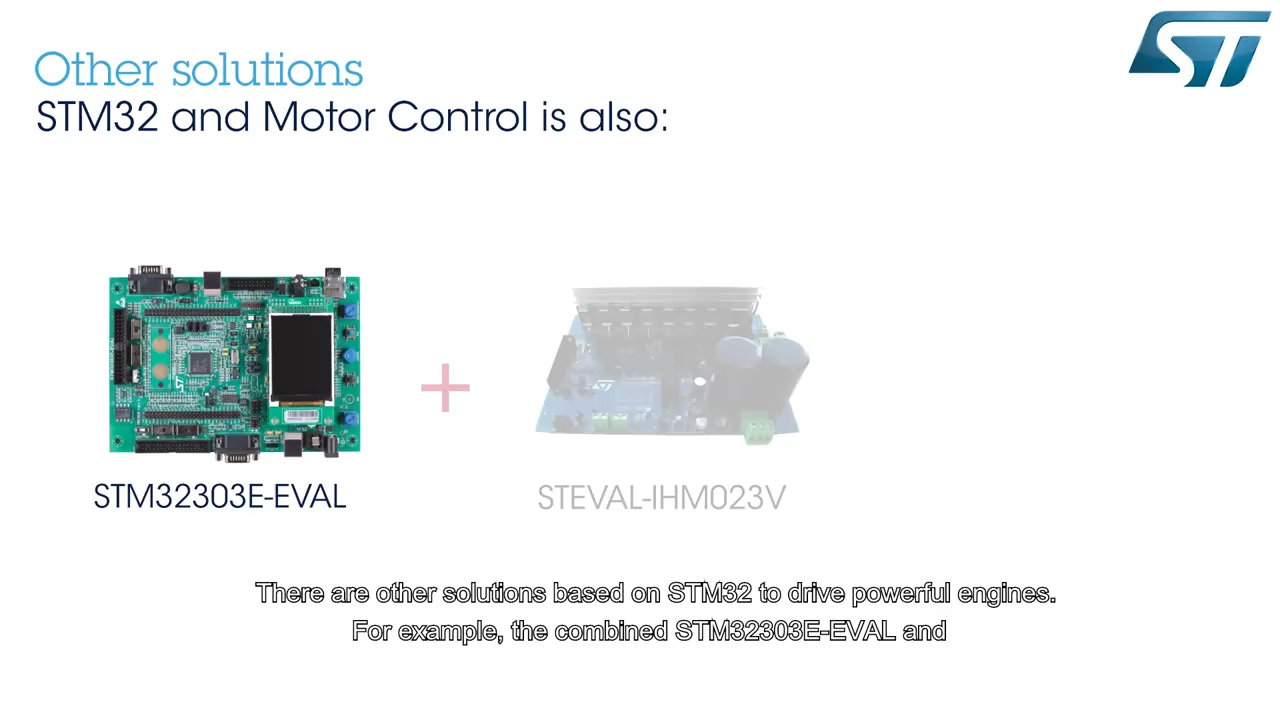 ST
Other solutions
STM32 and Motor Control is also:
STM32303E-EVAL
STEVAL-IHM023V
There are other solutions based on STM32 to drive powerful engines.
For example, the combined STM32303E-EVAL and